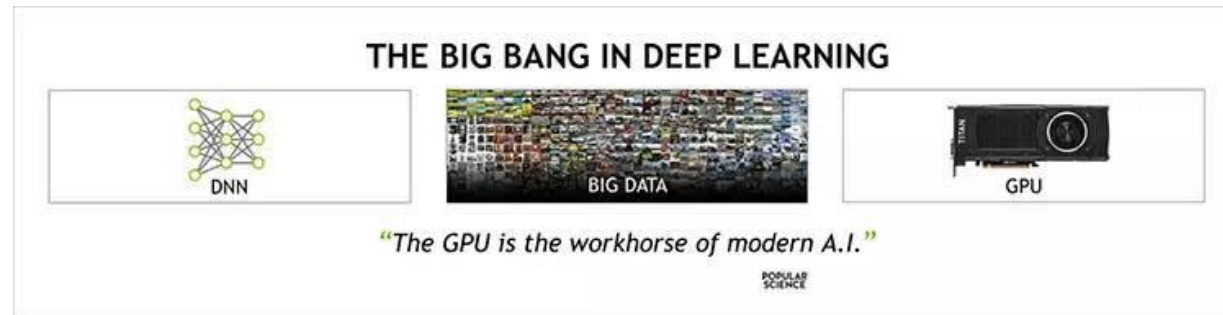 THE BIG BANG IN DEEP LEARNING
DNN
BIG DATA
TITAN
GPU
“The GPU is the workhorse of modern A.I.”
POPULAR
SCIENCE